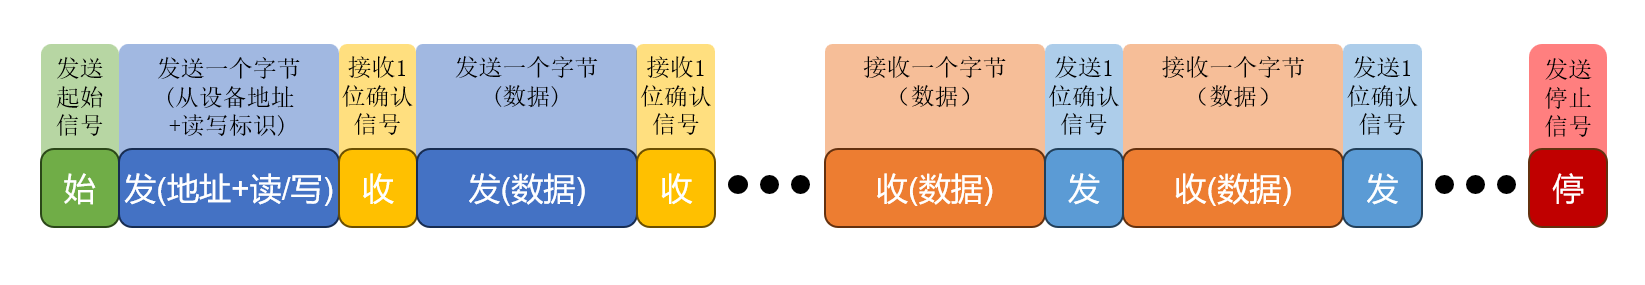 发送
起始
信号
发送一个字节
(从设备地址
+读写标识)
接收1
位确认
信号
发送一个字节
(数据)
接收1
位确认
信号
接收一个字节
（数据）
发送1
位确认
信号
接收一个字节
（数据）
发送1
位确认
信号
发送
停止
信号
始
发(地址+读/写)
收
发(数据)
收
收(数据)
发
收(数据)
发
停